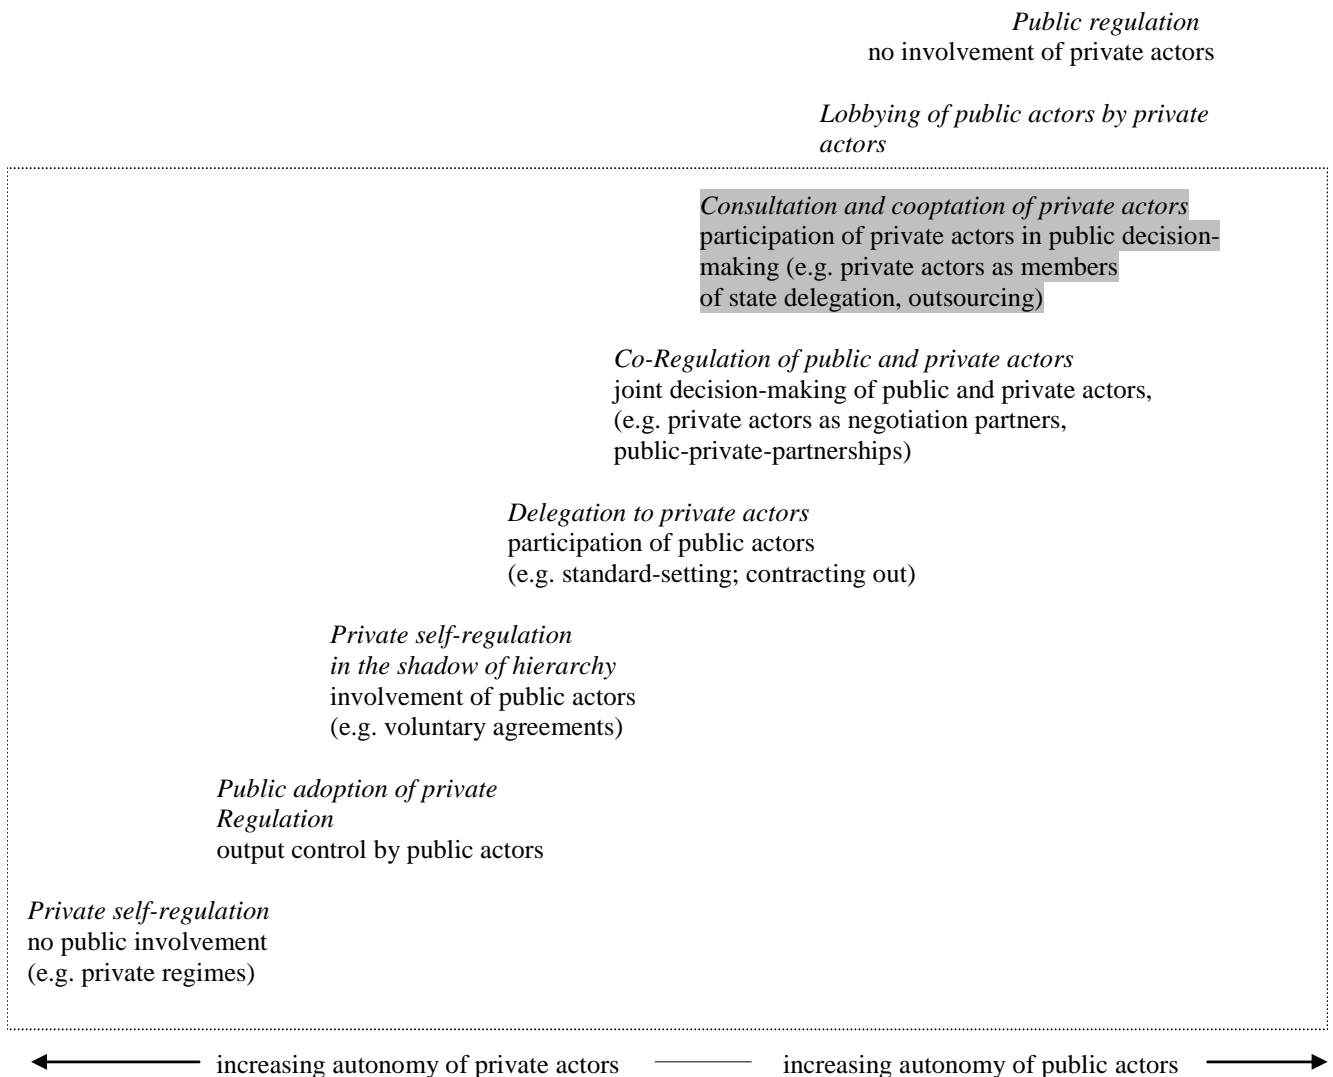 Public regulation
no involvement of private actors
Lobbying of public actors by private
actors
Consultation and cooptation of private actors
participation of private actors in public decision-
making (e.g. private actors as members
of state delegation, outsourcing)
Co-Regulation of public and private actors
joint decision-making of public and private actors,
(e.g. private actors as negotiation partners,
public-private-partnerships)
Delegation to private actors
participation of public actors
(e.g. standard-setting; contracting out)
Private self-regulation
in the shadow of hierarchy
involvement of public actors
(e.g. voluntary agreements)
Public adoption of private
Regulation
output control by public actors
Private self-regulation
no public involvement
(e.g. private regimes)
increasing autonomy of private actors increasing autonomy of public actors